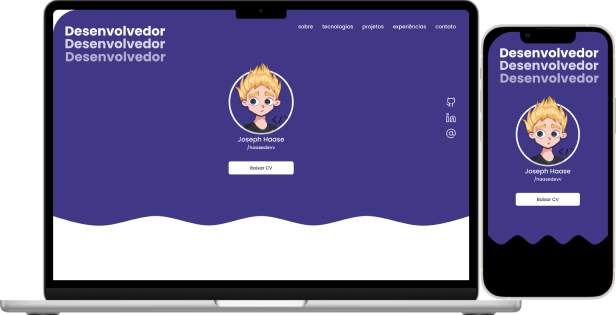 Desenvolvedor
Desenvolvedor
Desenvolvedor
sobre tecnologias projetos experiências contato
</>
Joseph Haase
/haasedevv
Baixar CV
Desenvolvedor
Desenvolvedor
Desenvolvedor
</>
Joseph Haase
/haasedevv
Baixar CV